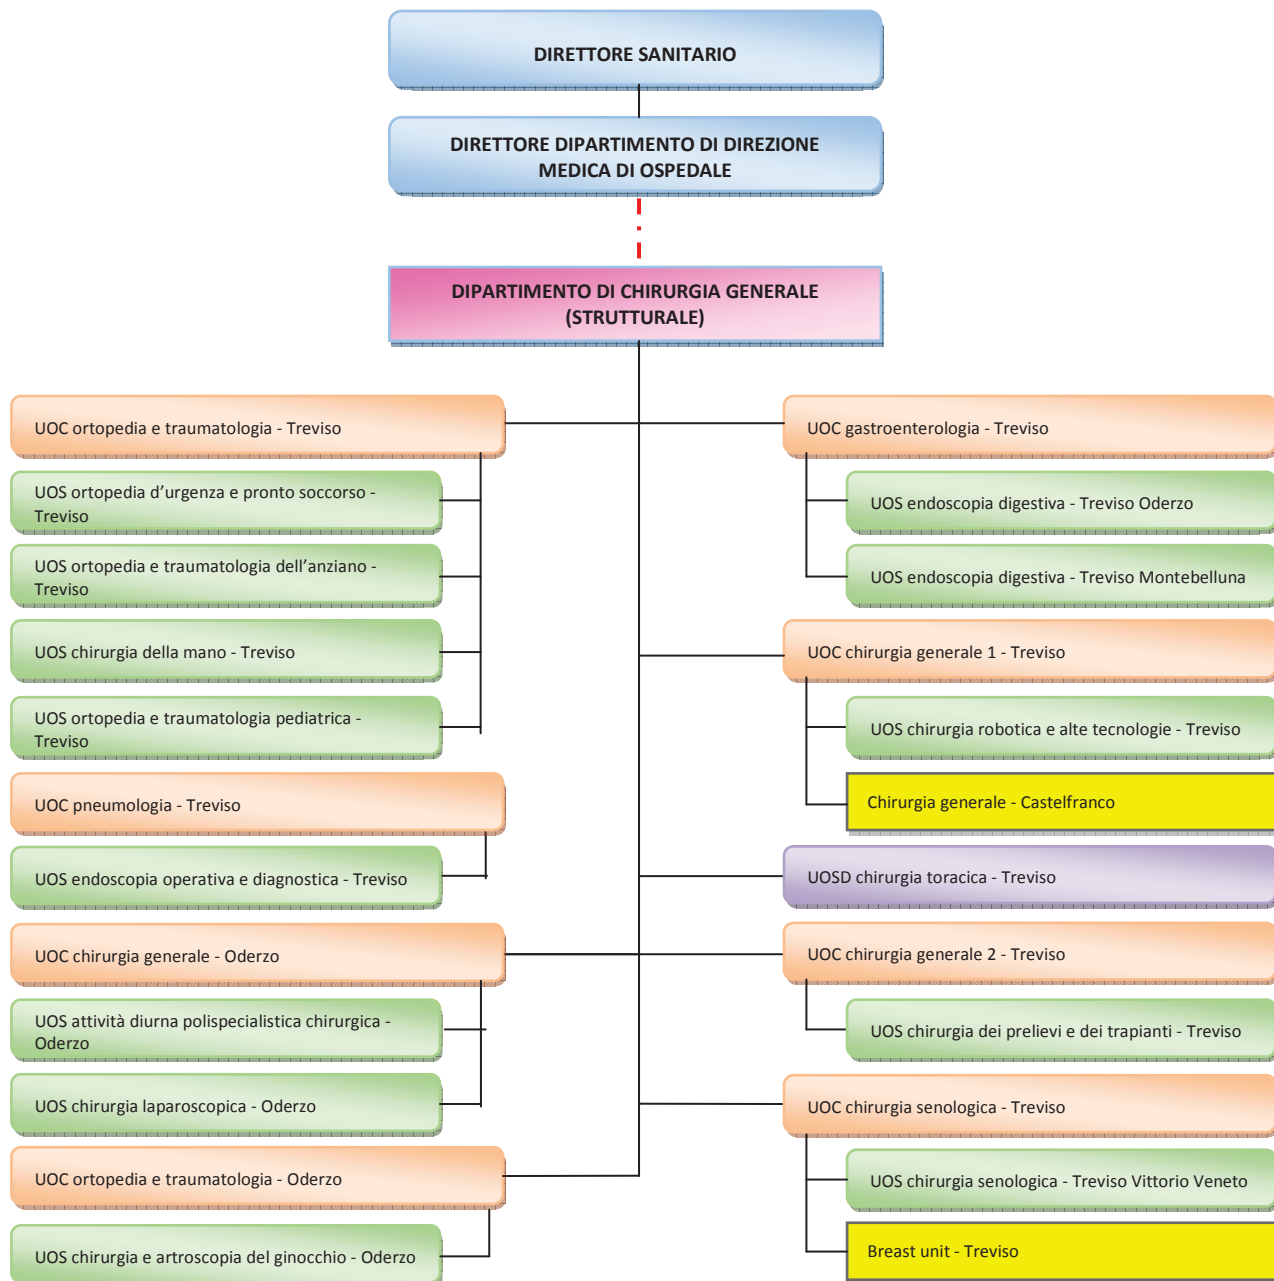 DIRETTORE SANITARIO
DIRETTORE DIPARTIMENTO DI DIREZIONE
MEDICA DI OSPEDALE
DIPARTIMENTO DI CHIRURGIA GENERALE
(STRUTTURALE)
UOC ortopedia e traumatologia - Treviso
UOS ortopedia d’urgenza e pronto soccorso -
Treviso
UOS ortopedia e traumatologia dell’anziano -
Treviso
UOS chirurgia della mano - Treviso
UOS ortopedia e traumatologia pediatrica -
Treviso
UOC pneumologia - Treviso
UOS endoscopia operativa e diagnostica - Treviso
UOC chirurgia generale - Oderzo
UOS attività diurna polispecialistica chirurgica -
Oderzo
UOS chirurgia laparoscopica - Oderzo
UOC ortopedia e traumatologia - Oderzo
UOS chirurgia e artroscopia del ginocchio - Oderzo
UOC gastroenterologia - Treviso
UOS endoscopia digestiva - Treviso Oderzo
UOS endoscopia digestiva - Treviso Montebelluna
UOC chirurgia generale 1 - Treviso
UOS chirurgia robotica e alte tecnologie - Treviso
Chirurgia generale - Castelfranco
UOSD chirurgia toracica - Treviso
UOC chirurgia generale 2 - Treviso
UOS chirurgia dei prelievi e dei trapianti - Treviso
UOC chirurgia senologica - Treviso
UOS chirurgia senologica - Treviso Vittorio Veneto
Breast unit - Treviso